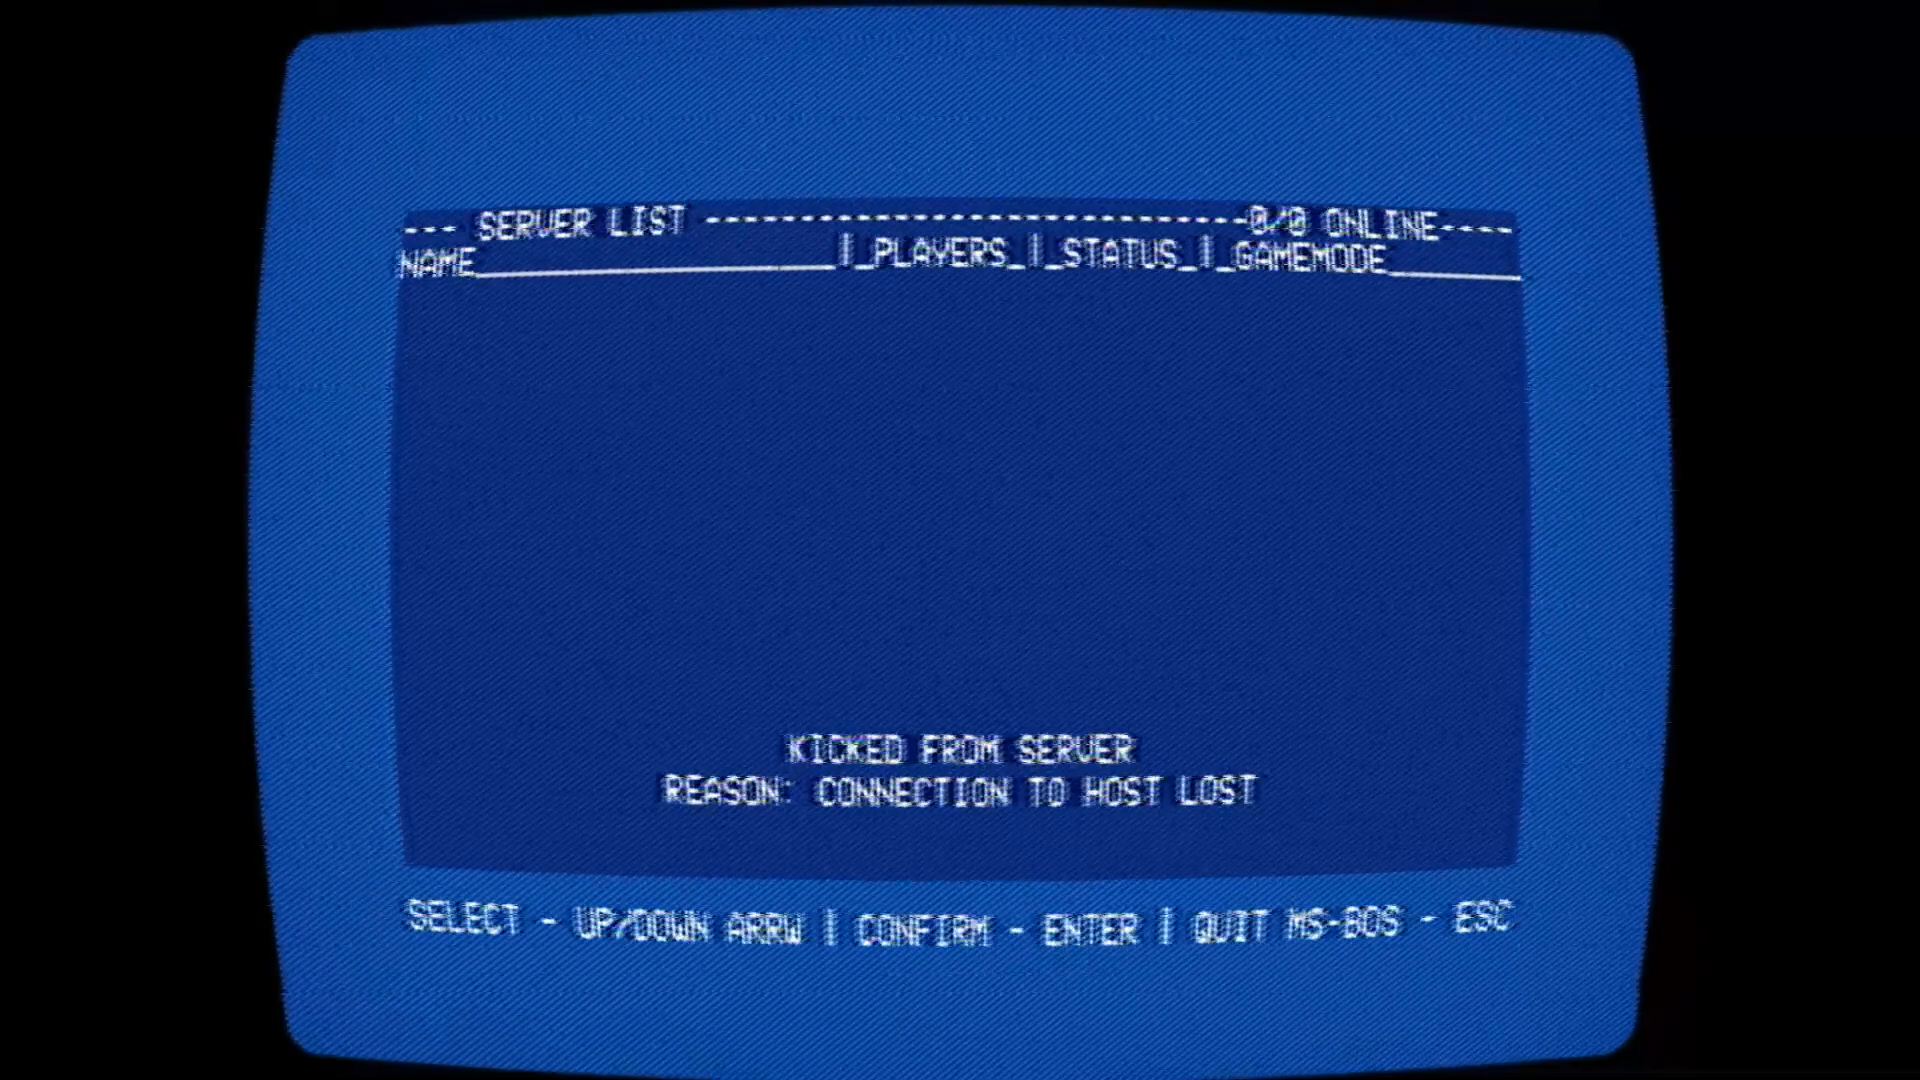 --- SERVER LIST --------------------------------0/0 ONLINE----
NAME___________________|_PLAYERS_|_STATUS_|_GAMEMODE_______
KICKED FROM SERVER
REASON: CONNECTION TO HOST LOST
SELECT - UP/DOWN ARRW | CONFIRM - ENTER | QUIT MS-BOS - ESC